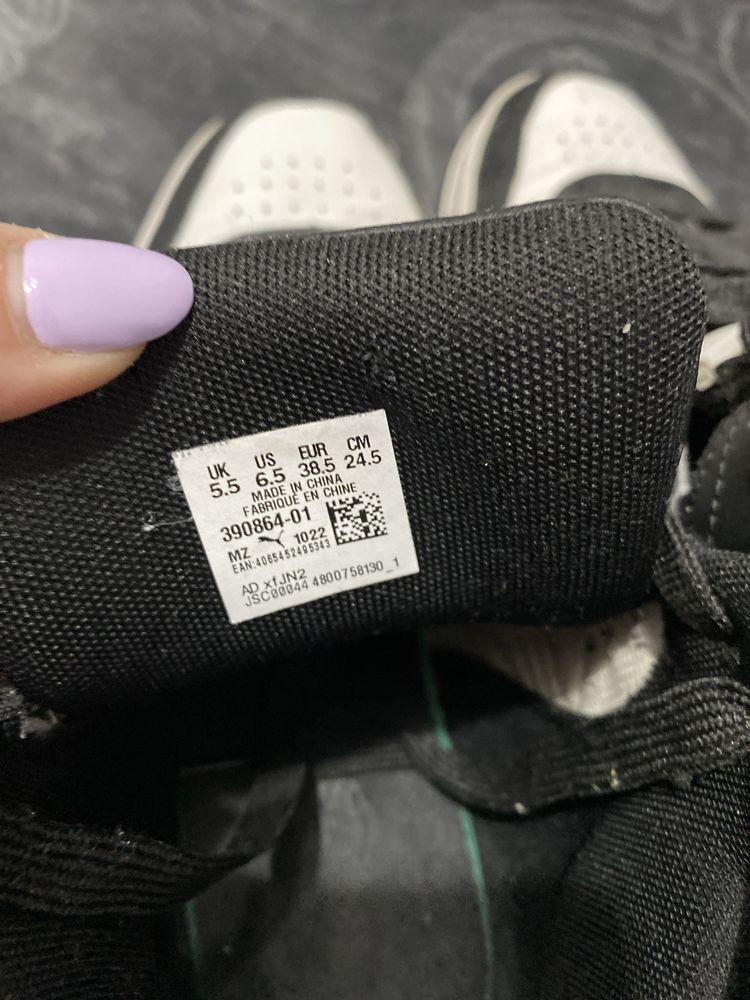 UK US EUR CM
5.5 6.5 38.5 24.5
MADE IN CHINA
FABRIQUE EN CHINE
390864-01
MZ 1022
EAN:4065452495343
AD xfJN2
JSC00044 4800758130_1